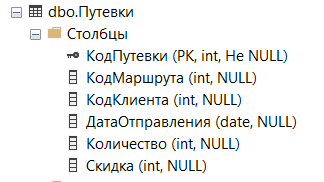 dbo.Путевки
Столбцы
КодПутевки (PK, int, Не NULL)
КодМаршрута (int, NULL)
КодКлиента (int, NULL)
ДатаОтправления (date, NULL)
Количество (int, NULL)
Скидка (int, NULL)